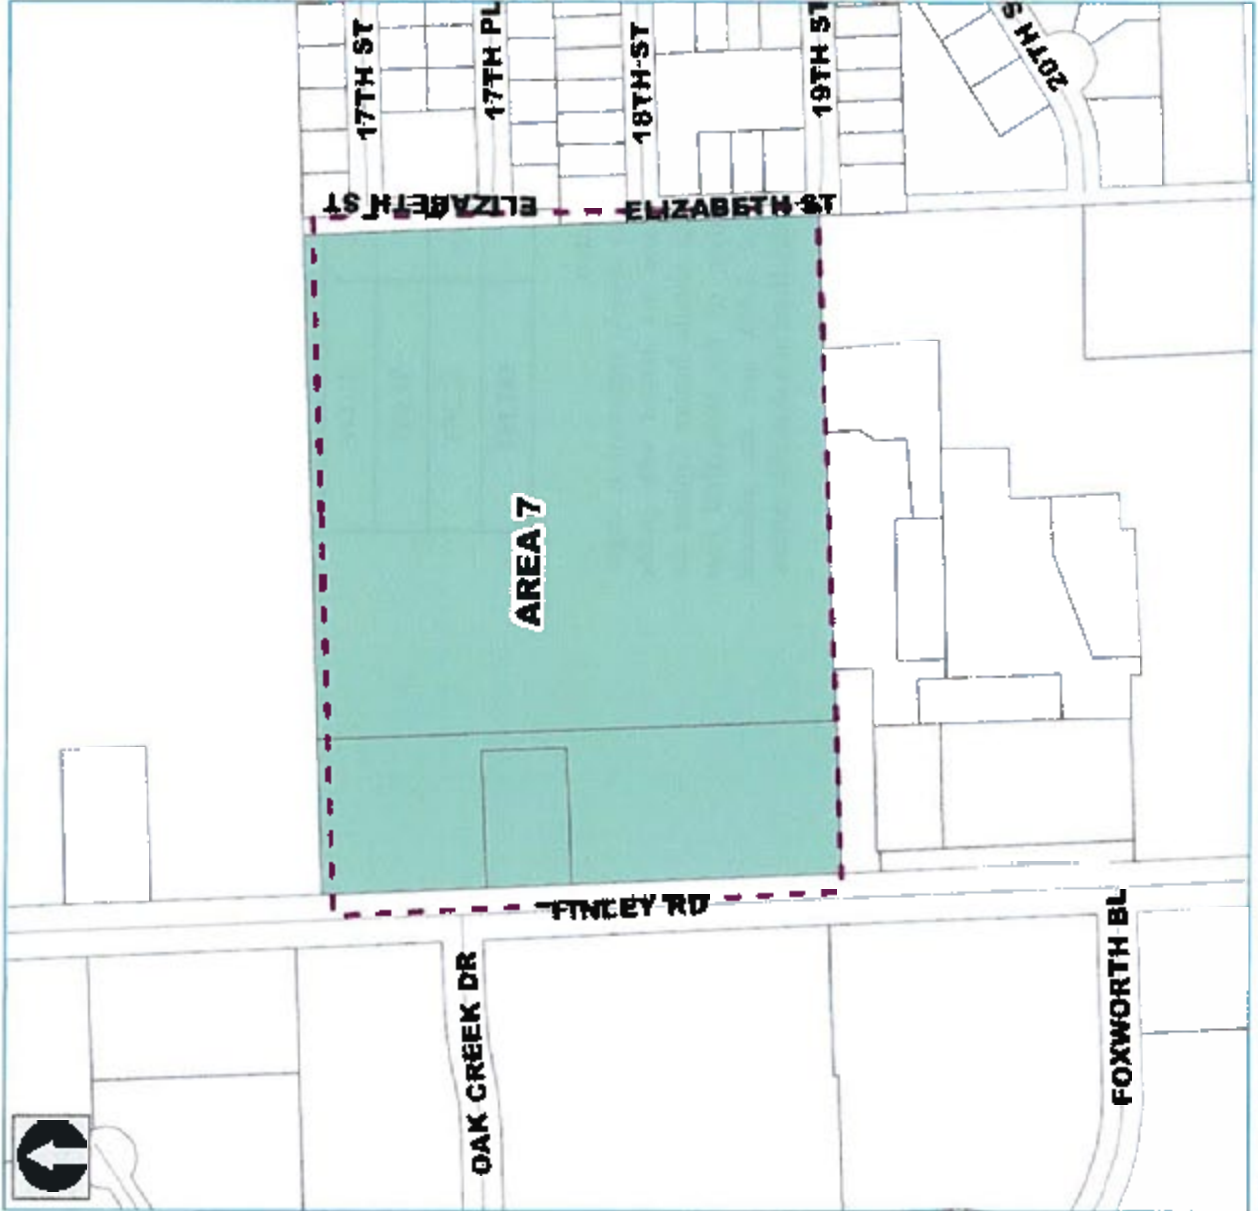 17TH ST
17TH PL
18TH ST
19TH ST
20TH S
ELIZABETH ST
ELIZABETH ST
AREA 7
FINLEY RD
OAK CREEK DR
FOXWORTH BL